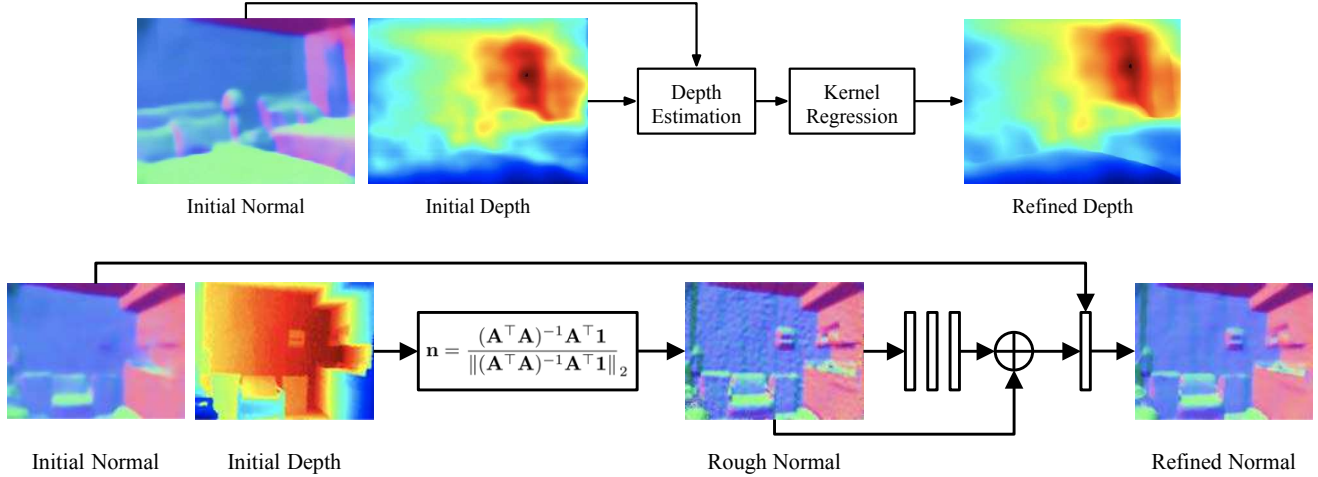 Depth
Estimation
Kernel
Regression
Initial Normal
Initial Depth
Refined Depth
n = (A⊤A)−1A⊤1 / ‖(A⊤A)−1A⊤1‖2
Initial Normal
Initial Depth
Rough Normal
Refined Normal